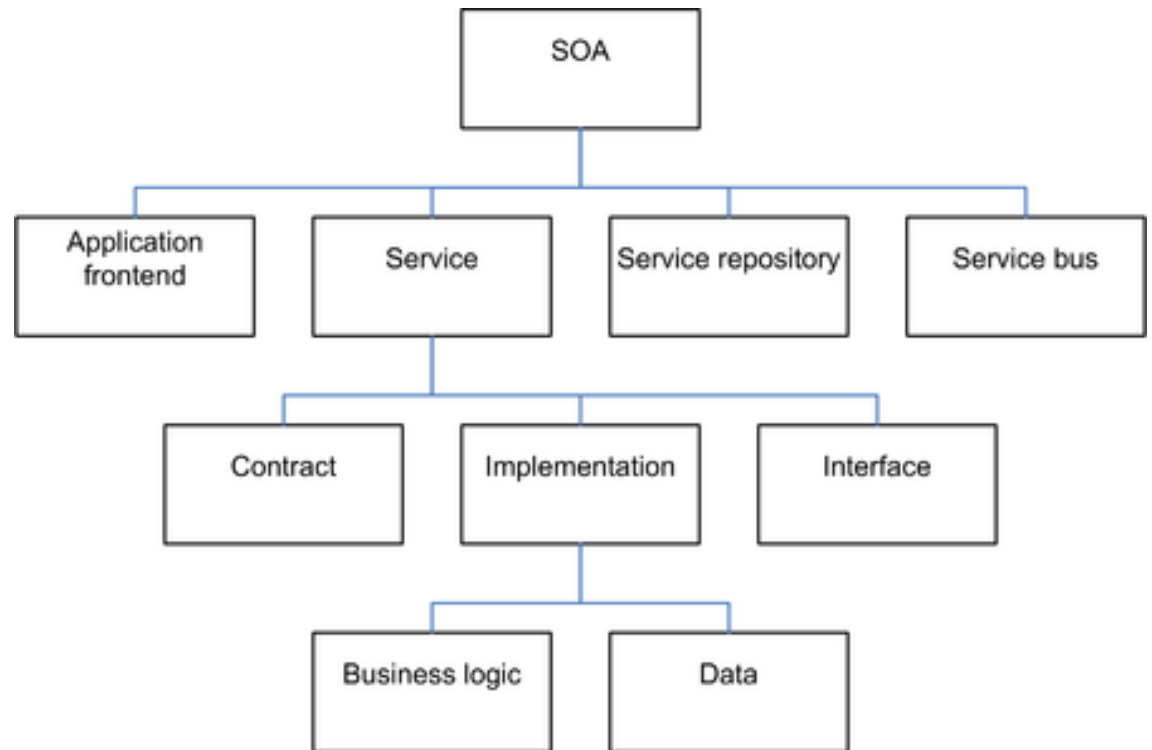 SOA
Application
frontend
Service
Service repository
Service bus
Contract
Implementation
Interface
Business logic
Data